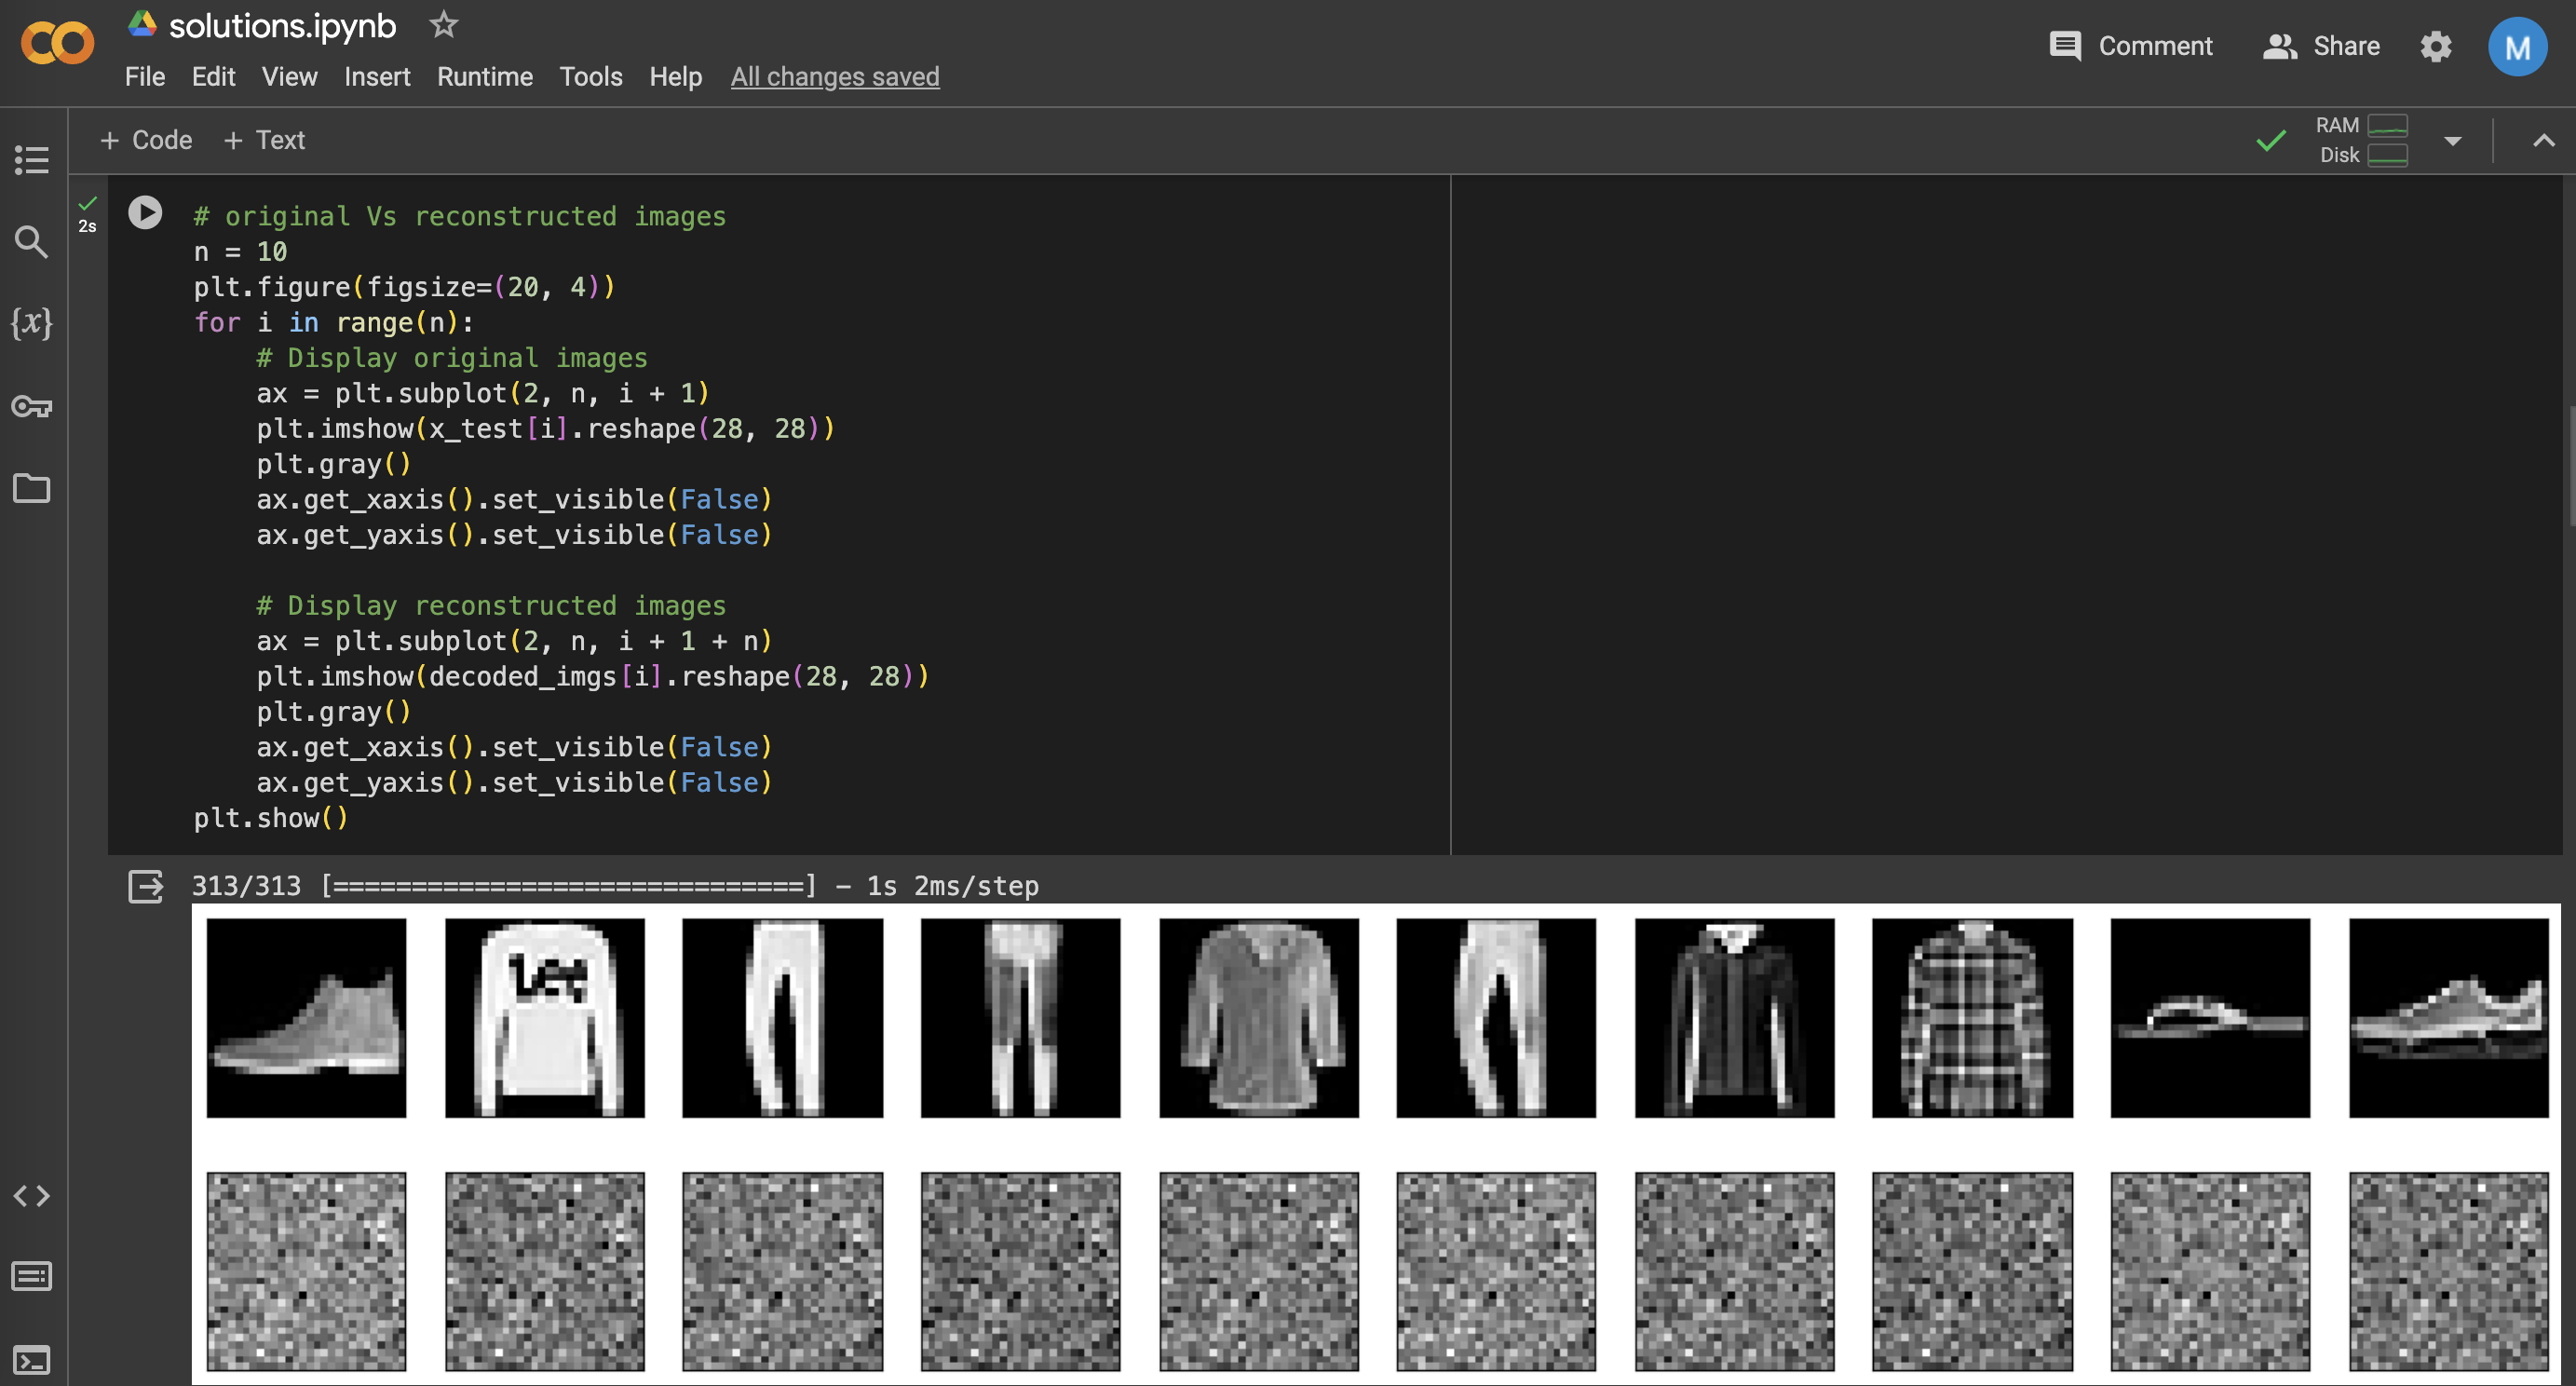 solutions.ipynb
Comment
Share
M
File Edit View Insert Runtime Tools Help All changes saved
+ Code + Text
RAM
Disk
2s
{x}
# original Vs reconstructed images
n = 10
plt.figure(figsize=(20, 4))
for i in range(n):
    # Display original images
    ax = plt.subplot(2, n, i + 1)
    plt.imshow(x_test[i].reshape(28, 28))
    plt.gray()
    ax.get_xaxis().set_visible(False)
    ax.get_yaxis().set_visible(False)
    # Display reconstructed images
    ax = plt.subplot(2, n, i + 1 + n)
    plt.imshow(decoded_imgs[i].reshape(28, 28))
    plt.gray()
    ax.get_xaxis().set_visible(False)
    ax.get_yaxis().set_visible(False)
plt.show()
313/313 [==============================] - 1s 2ms/step